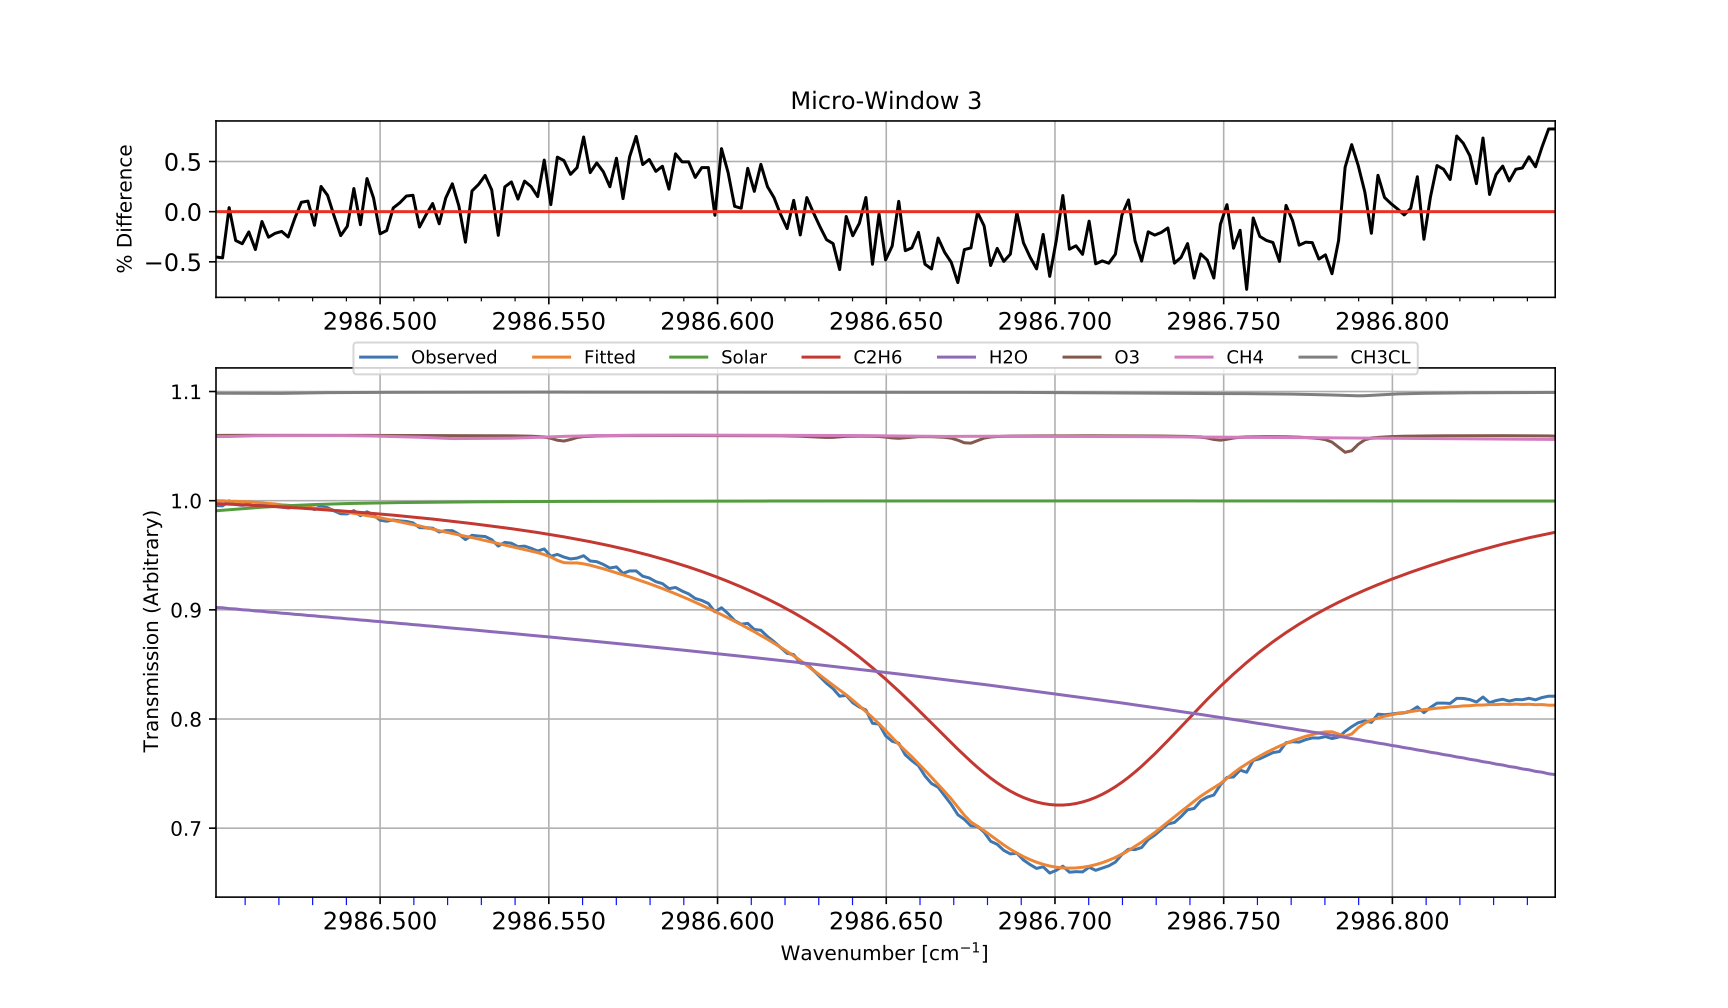 Micro-Window 3
% Difference
0.5
0.0
−0.5
2986.500 2986.550 2986.600 2986.650 2986.700 2986.750 2986.800
Observed Fitted Solar C2H6 H2O O3 CH4 CH3CL
Transmission (Arbitrary)
1.1
1.0
0.9
0.8
0.7
2986.500 2986.550 2986.600 2986.650 2986.700 2986.750 2986.800
Wavenumber [cm⁻¹]